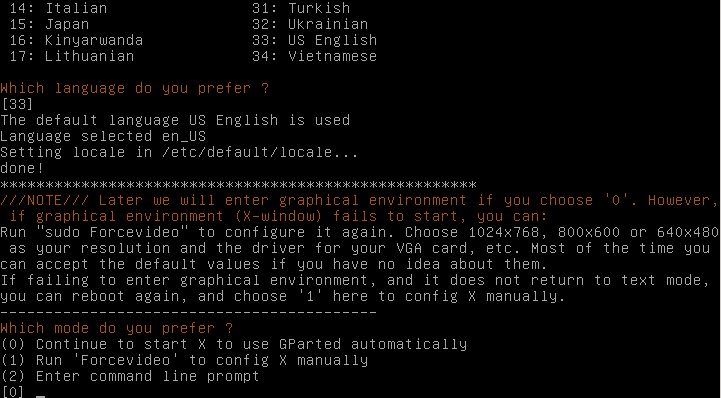 14: Italian 31: Turkish
15: Japan 32: Ukrainian
16: Kinyarwanda 33: US English
17: Lithuanian 34: Vietnamese
Which language do you prefer ?
[33]
The default language US English is used
Language selected en_US
Setting locale in /etc/default/locale...
done!
*****************************************************
///NOTE/// Later we will enter graphical environment if you choose '0'. However,
if graphical environment (X-window) fails to start, you can:
Run "sudo Forcevideo" to configure it again. Choose 1024x768, 800x600 or 640x480
as your resolution and the driver for your VGA card, etc. Most of the time you
can accept the default values if you have no idea about them.
If failing to enter graphical environment, and it does not return to text mode,
you can reboot again, and choose '1' here to config X manually.
------------------------------------------
Which mode do you prefer ?
(0) Continue to start X to use GParted automatically
(1) Run 'Forcevideo' to config X manually
(2) Enter command line prompt
[0] _